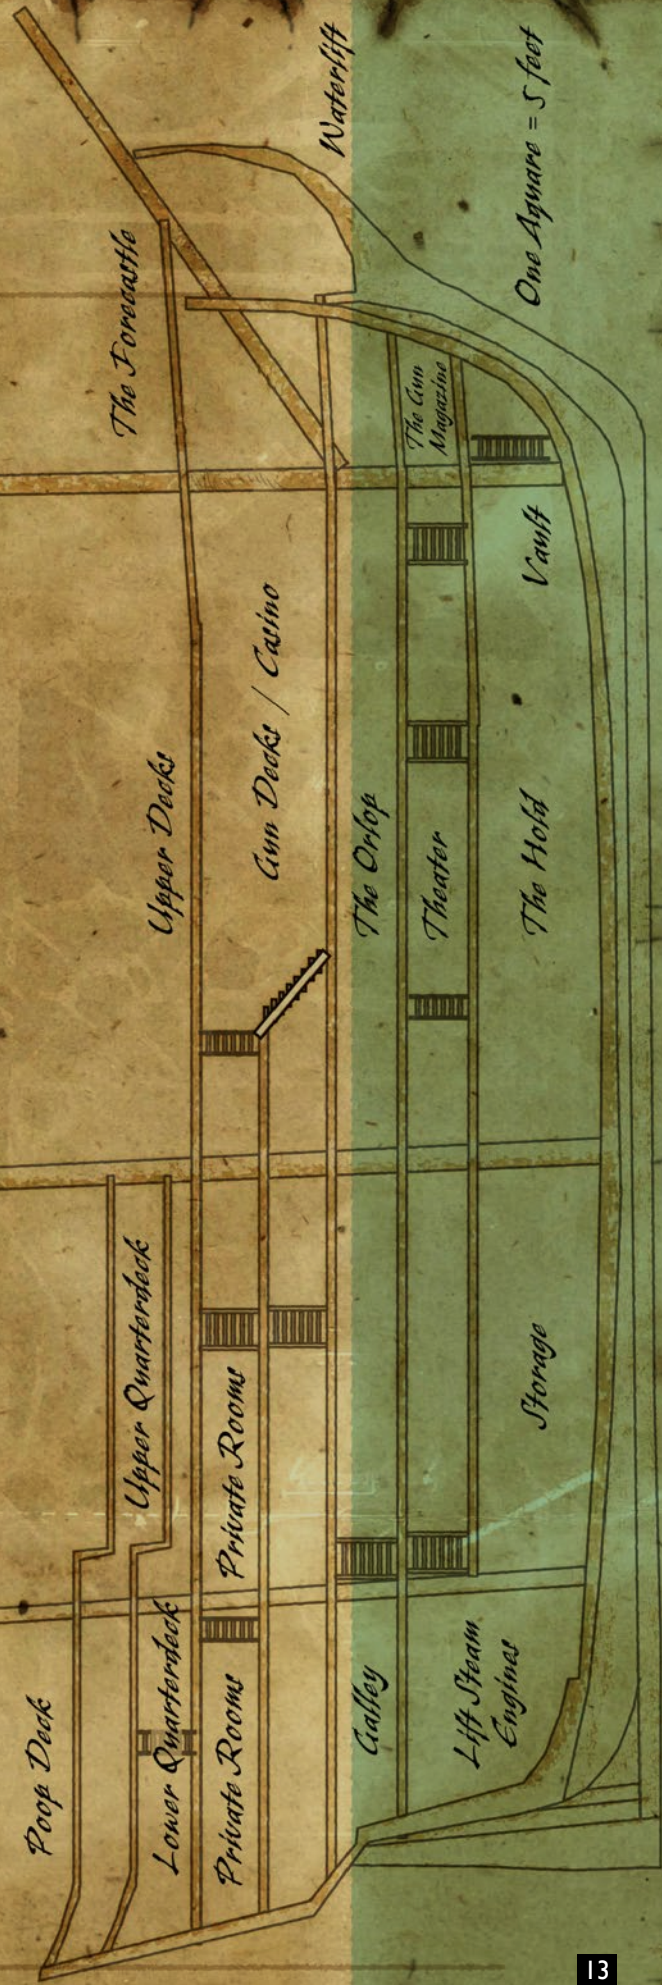 Poop Deck
Upper Quarterdeck
The Forecastle
Lower Quarterdeck
Upper Decks
Private Rooms
Private Rooms
Gun Decks / Casino
Waterlift
Galley
The Orlop
The Gun
Magazine
Lift Steam
Engines
Theater
Storage
The Hold
Vault
One Aquare = 5 feet
13